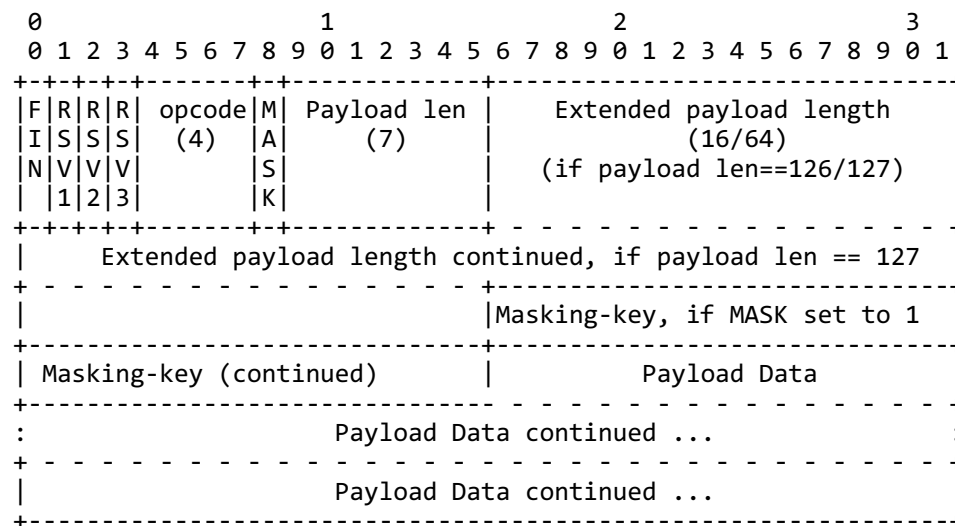 0                   1                   2                   3
 0 1 2 3 4 5 6 7 8 9 0 1 2 3 4 5 6 7 8 9 0 1 2 3 4 5 6 7 8 9 0 1
+-+-+-+-+-------+-+-------------+-------------------------------
|F|R|R|R| opcode|M| Payload len |    Extended payload length
|I|S|S|S|  (4)  |A|     (7)     |             (16/64)
|N|V|V|V|       |S|             |   (if payload len==126/127)
| |1|2|3|       |K|             |
+-+-+-+-+-------+-+-------------+ - - - - - - - - - - - - - - - -
|     Extended payload length continued, if payload len == 127
+ - - - - - - - - - - - - - - - +-------------------------------
|                               |Masking-key, if MASK set to 1
+-------------------------------+-------------------------------
| Masking-key (continued)       |          Payload Data
+-------------------------------- - - - - - - - - - - - - - - - -
:                     Payload Data continued ...                :
+ - - - - - - - - - - - - - - - - - - - - - - - - - - - - - - - -
|                     Payload Data continued ...
+---------------------------------------------------------------